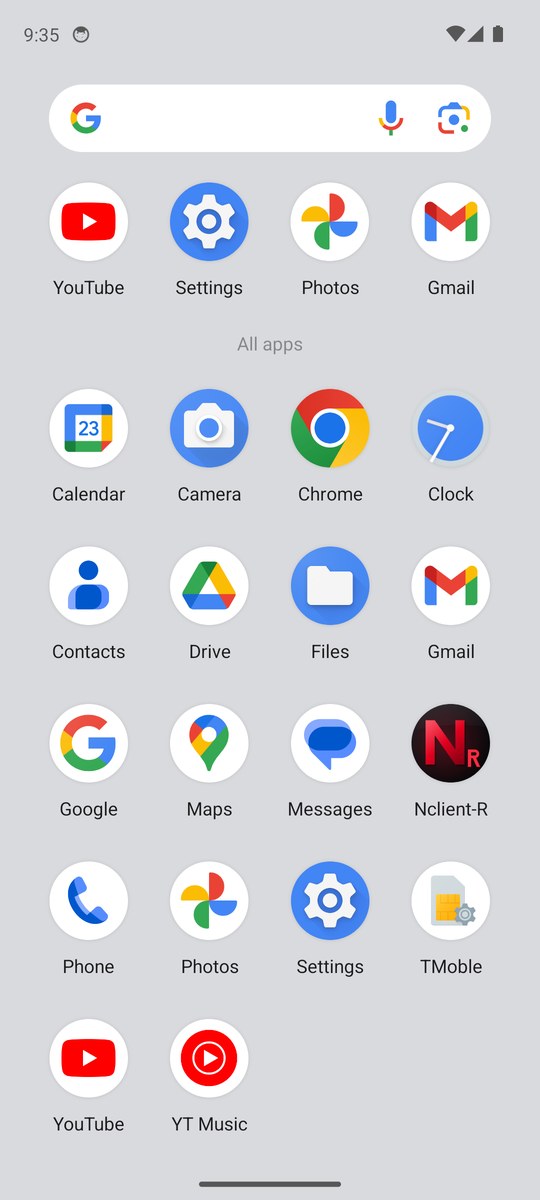 9:35
YouTube Settings Photos Gmail
All apps
23
Calendar Camera Chrome Clock
Contacts Drive Files Gmail
NR
Google Maps Messages Nclient-R
Phone Photos Settings TMoble
YouTube YT Music